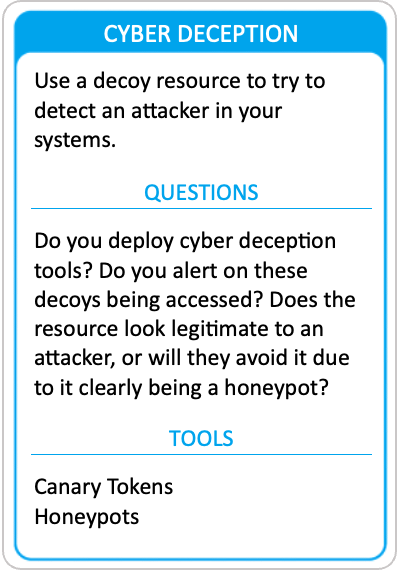 CYBER DECEPTION
Use a decoy resource to try to
detect an attacker in your
systems.
QUESTIONS
Do you deploy cyber deception
tools? Do you alert on these
decoys being accessed? Does the
resource look legitimate to an
attacker, or will they avoid it due
to it clearly being a honeypot?
TOOLS
Canary Tokens
Honeypots